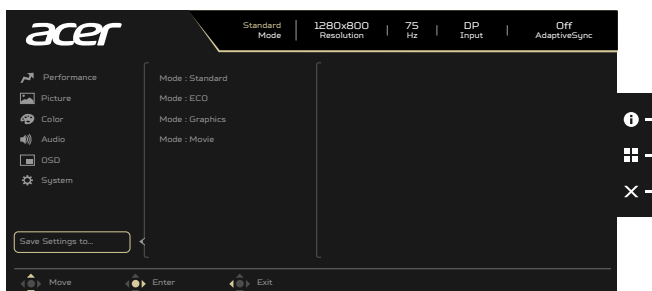 acer
Standard 1280x800 75 DP Off
Mode Resolution Hz Input AdaptiveSync
Performance
Picture
Color
Audio
OSD
System
Save Settings to...
Mode : Standard
Mode : ECO
Mode : Graphics
Mode : Movie
Move Enter Exit